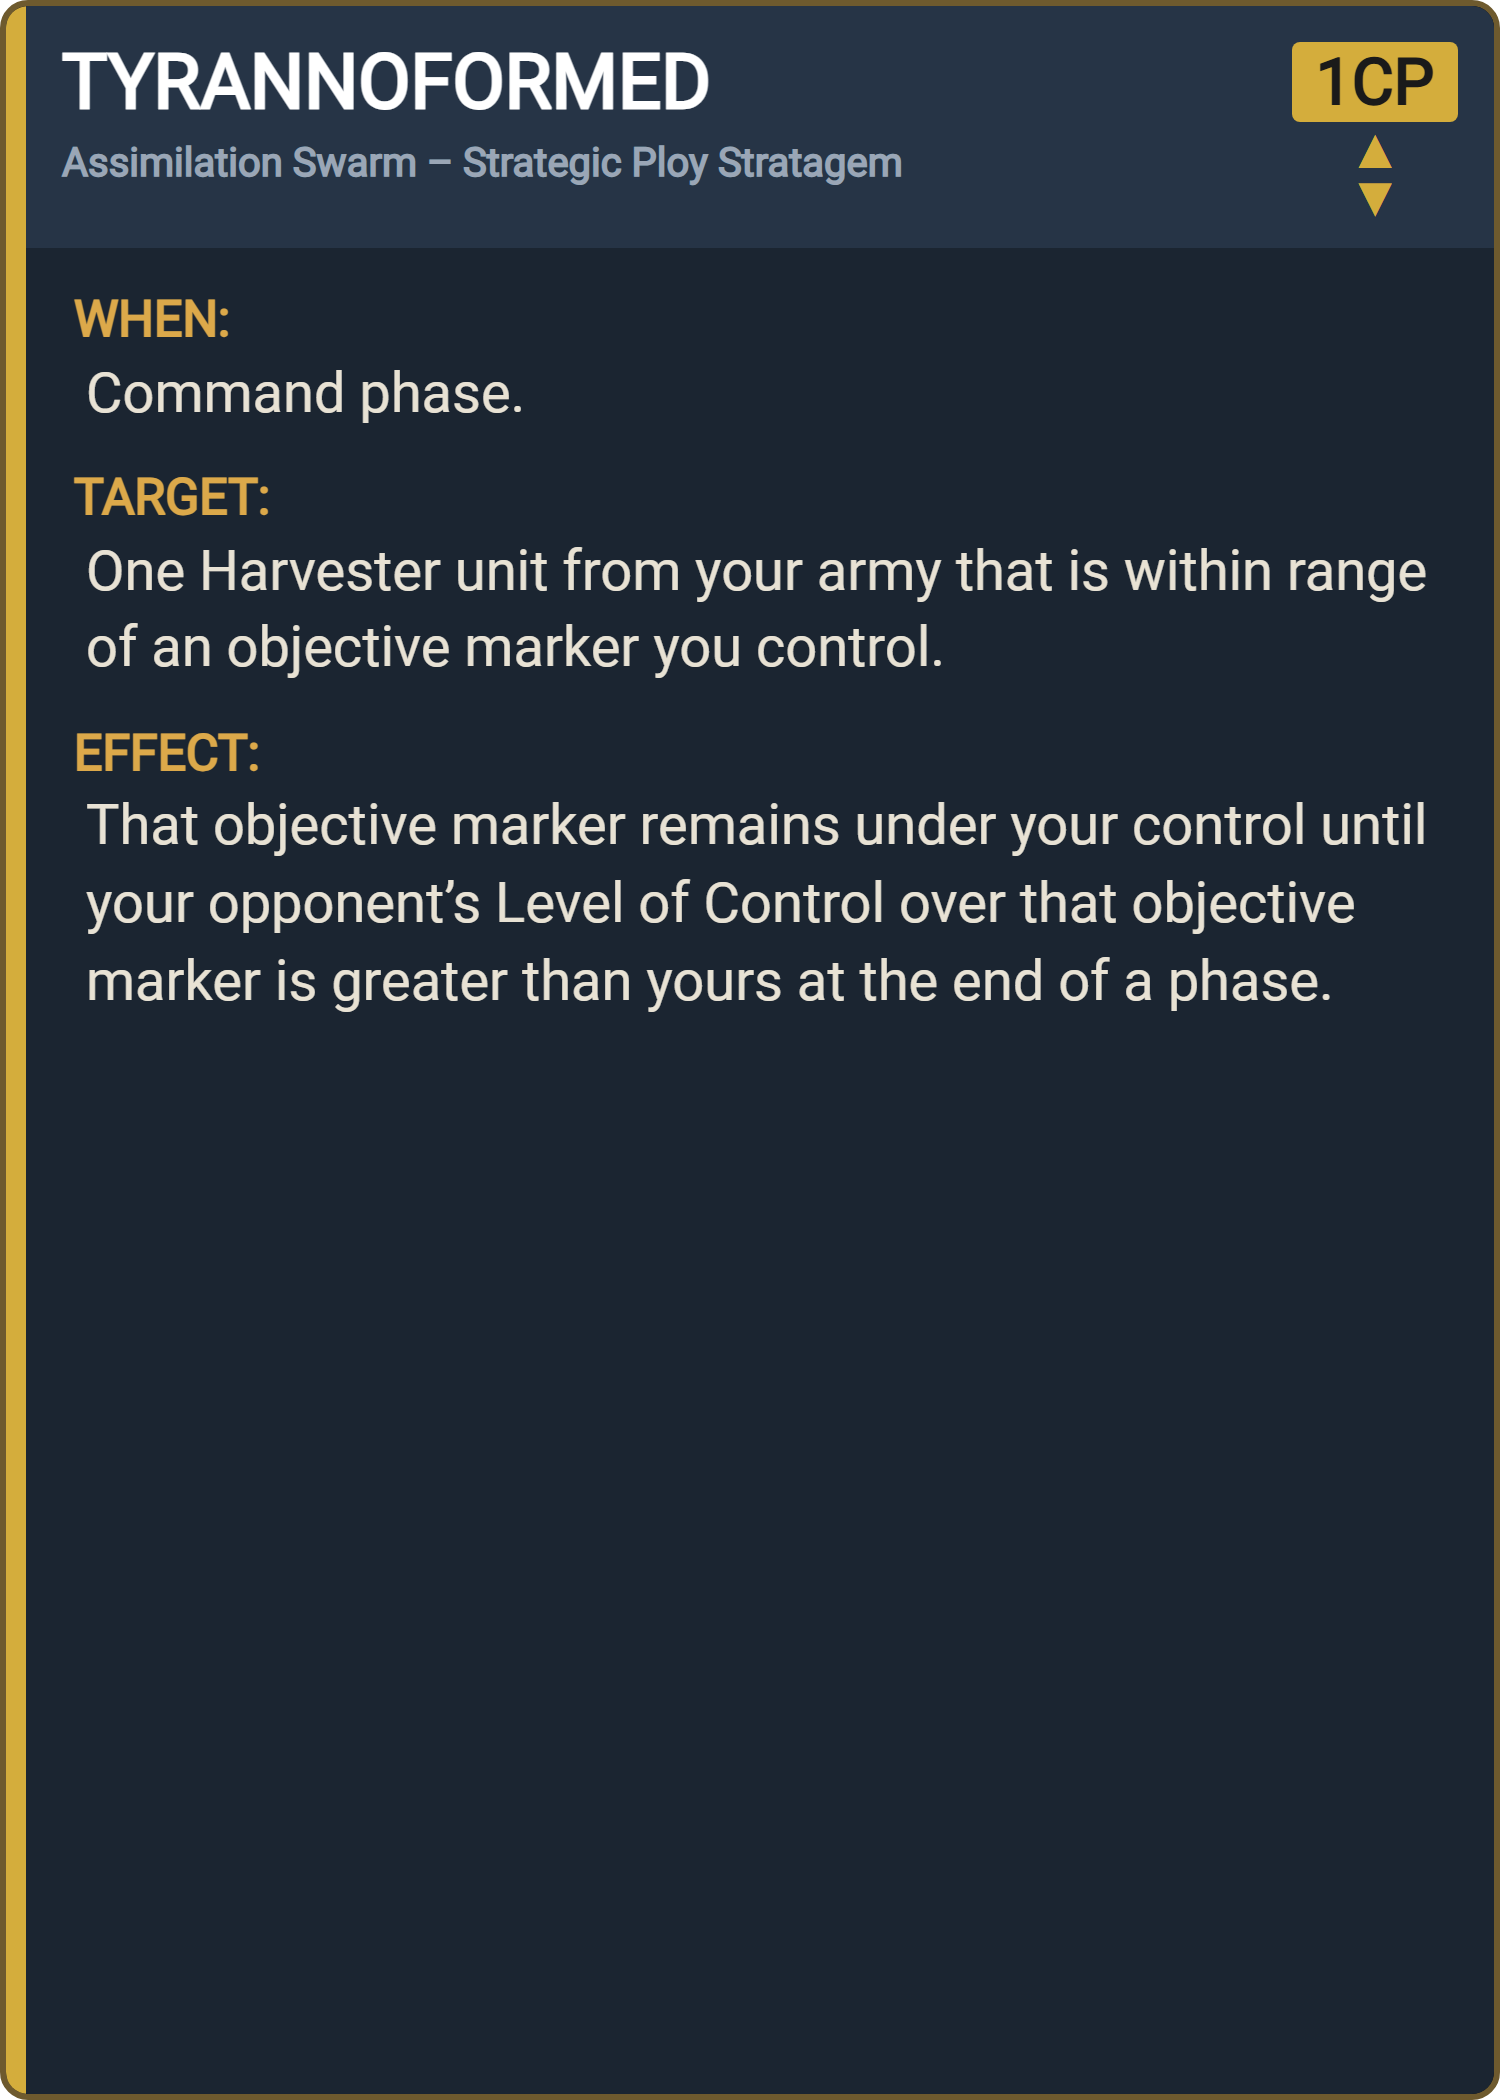 TYRANNOFORMED
1CP
Assimilation Swarm – Strategic Ploy Stratagem
WHEN:
Command phase.
TARGET:
One Harvester unit from your army that is within range
of an objective marker you control.
EFFECT:
That objective marker remains under your control until
your opponent’s Level of Control over that objective
marker is greater than yours at the end of a phase.